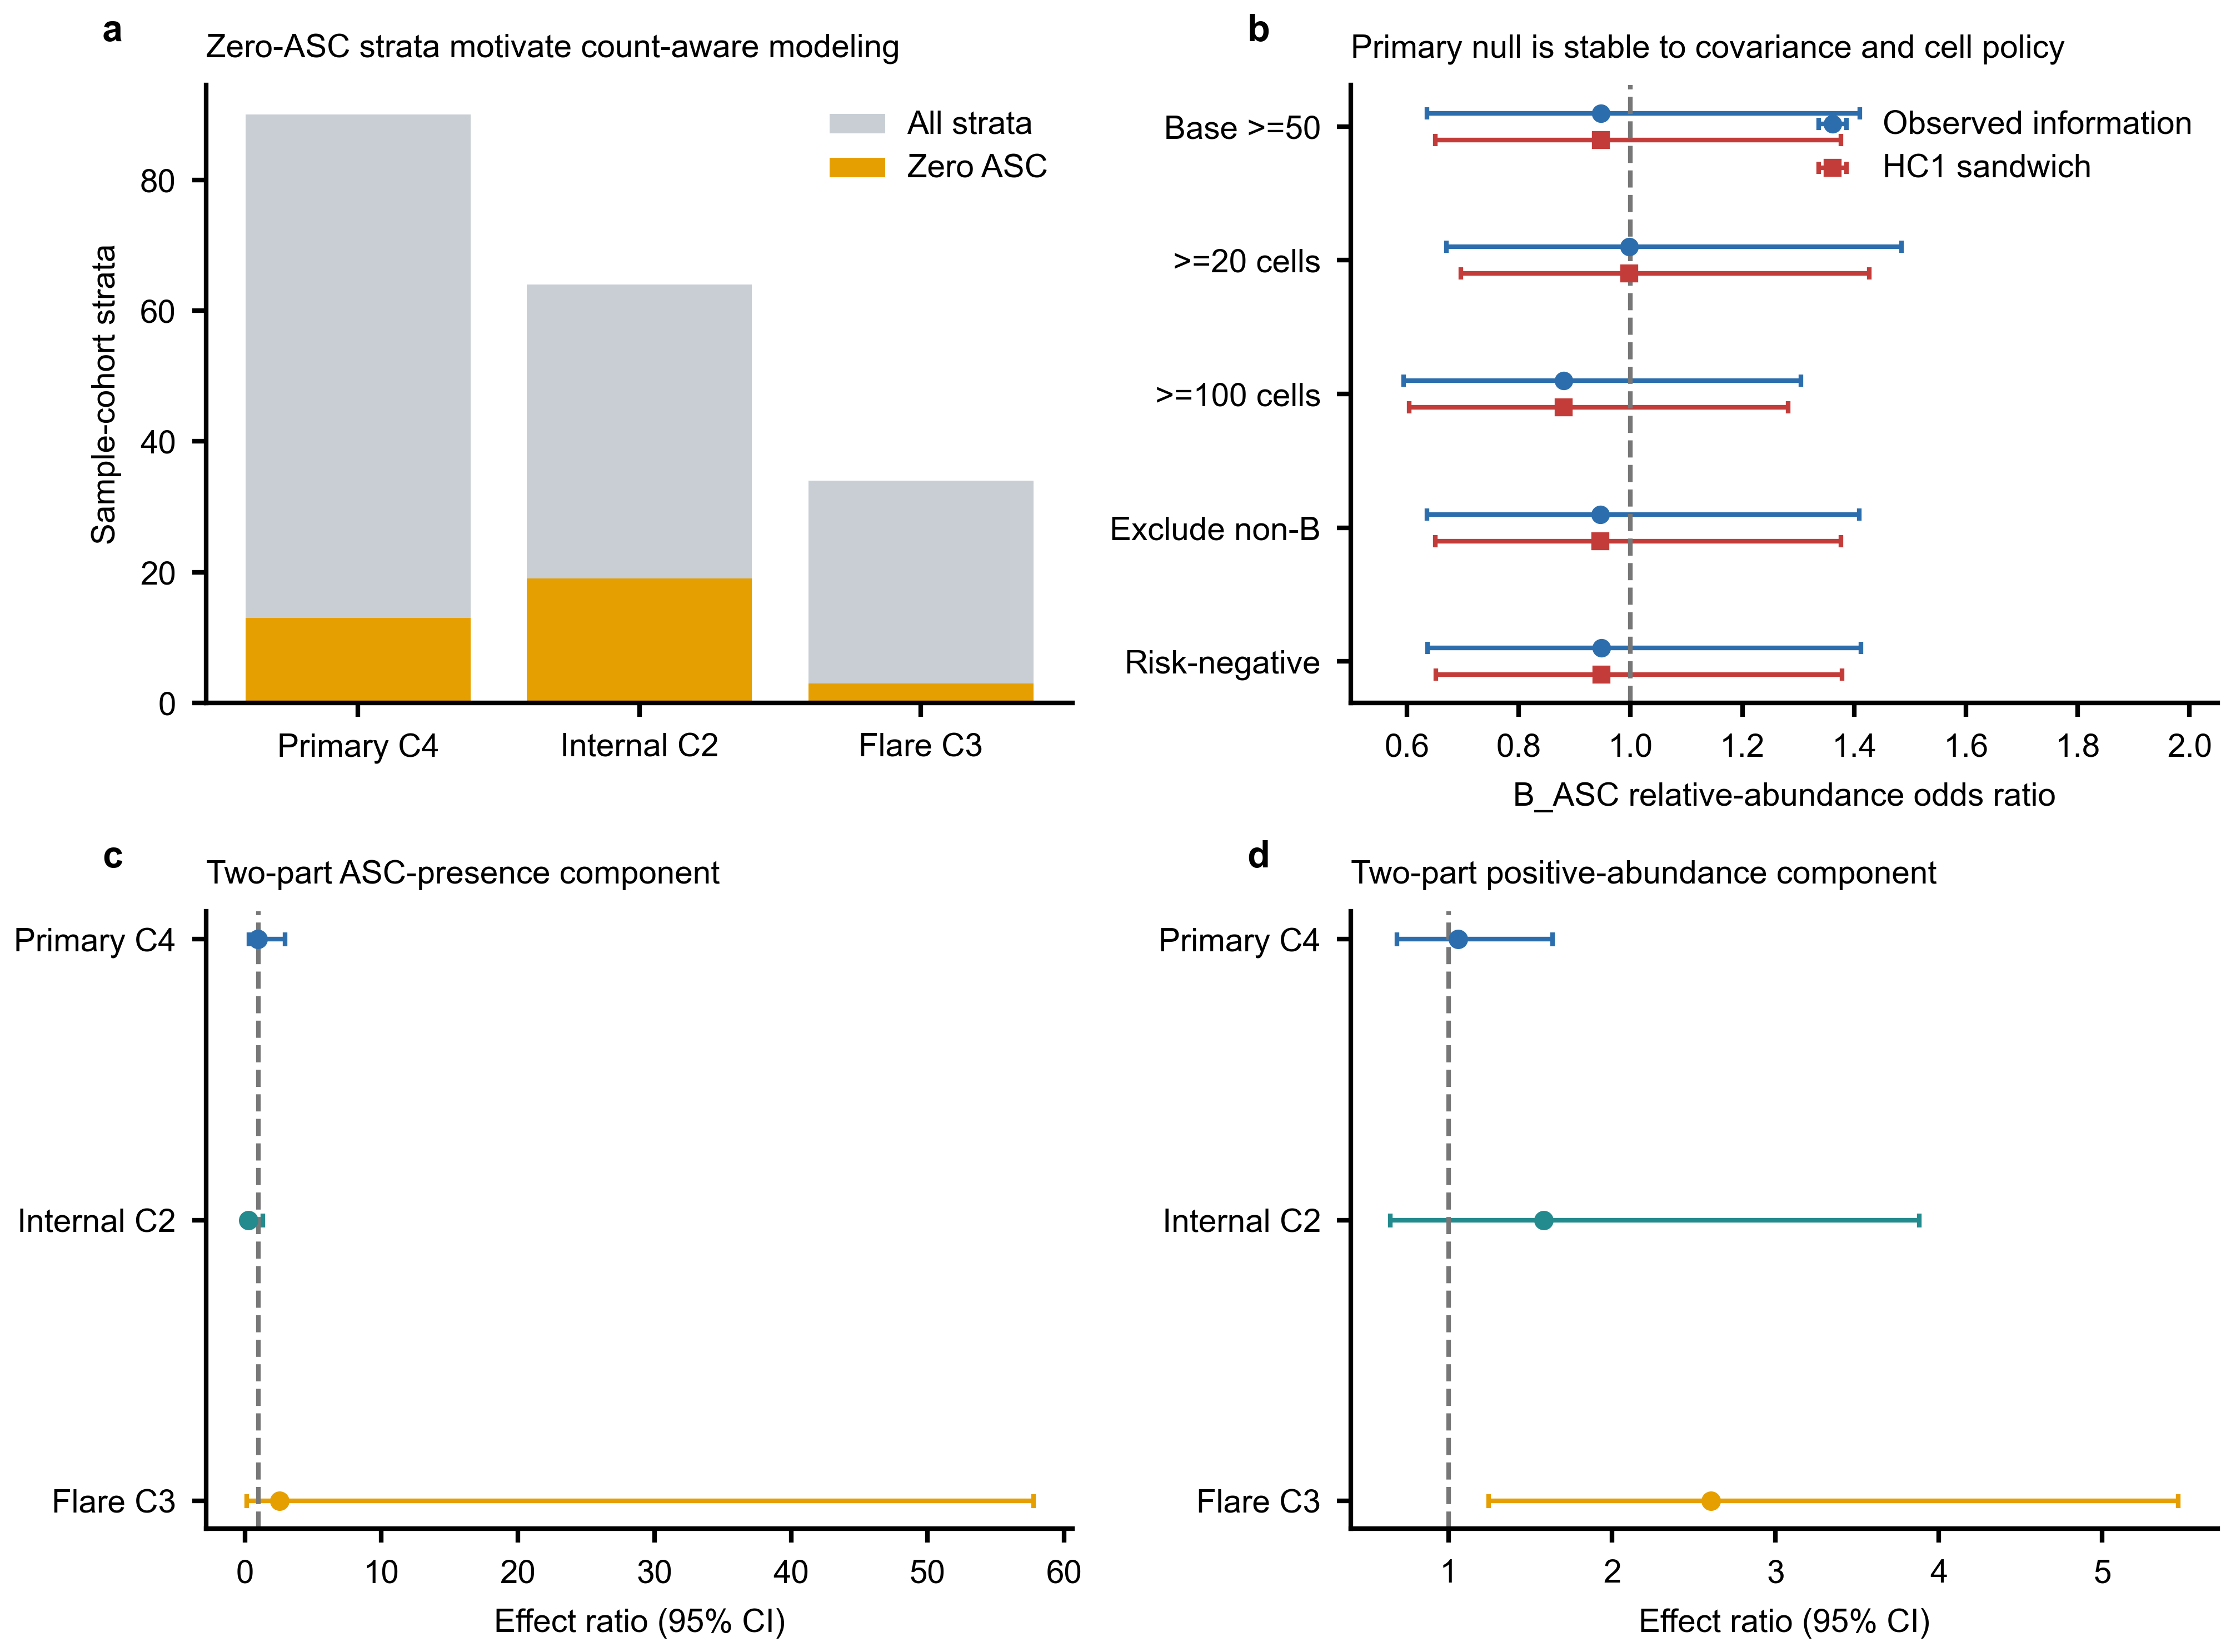 a
Zero-ASC strata motivate count-aware modeling
All strata
Zero ASC
Sample-cohort strata
80
60
40
20
0
Primary C4
Internal C2
Flare C3
b
Primary null is stable to covariance and cell policy
Observed information
HC1 sandwich
Base >=50
>=20 cells
>=100 cells
Exclude non-B
Risk-negative
0.6
0.8
1.0
1.2
1.4
1.6
1.8
2.0
B_ASC relative-abundance odds ratio
c
Two-part ASC-presence component
Primary C4
Internal C2
Flare C3
0
10
20
30
40
50
60
Effect ratio (95% CI)
d
Two-part positive-abundance component
Primary C4
Internal C2
Flare C3
1
2
3
4
5
Effect ratio (95% CI)